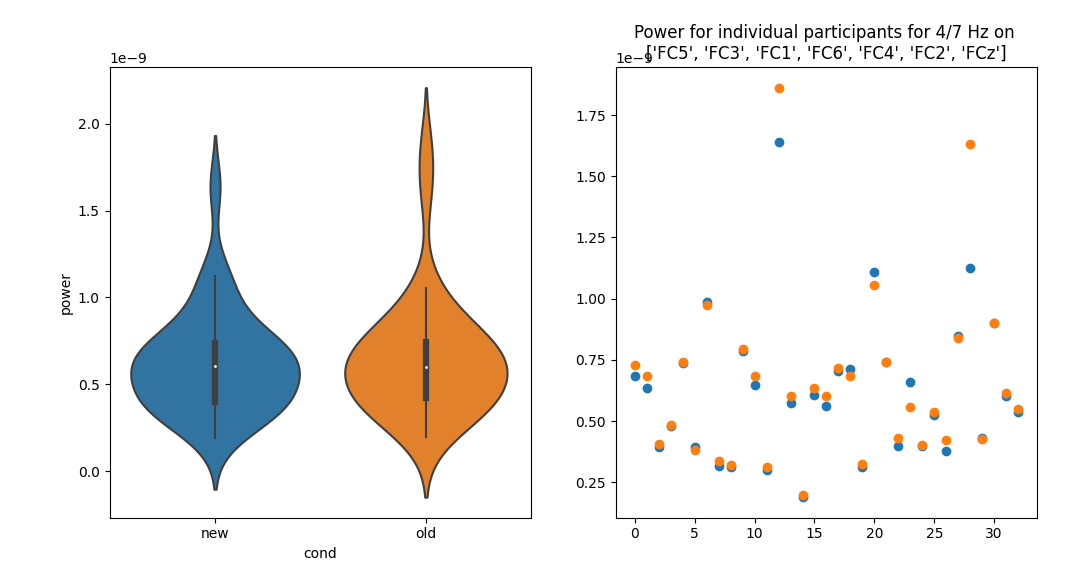 1e−9
2.0
1.5
1.0
0.5
0.0
power
new old
cond
Power for individual participants for 4/7 Hz on
['FC5', 'FC3', 'FC1', 'FC6', 'FC4', 'FC2', 'FCz']
1e−9
1.75
1.50
1.25
1.00
0.75
0.50
0.25
0 5 10 15 20 25 30